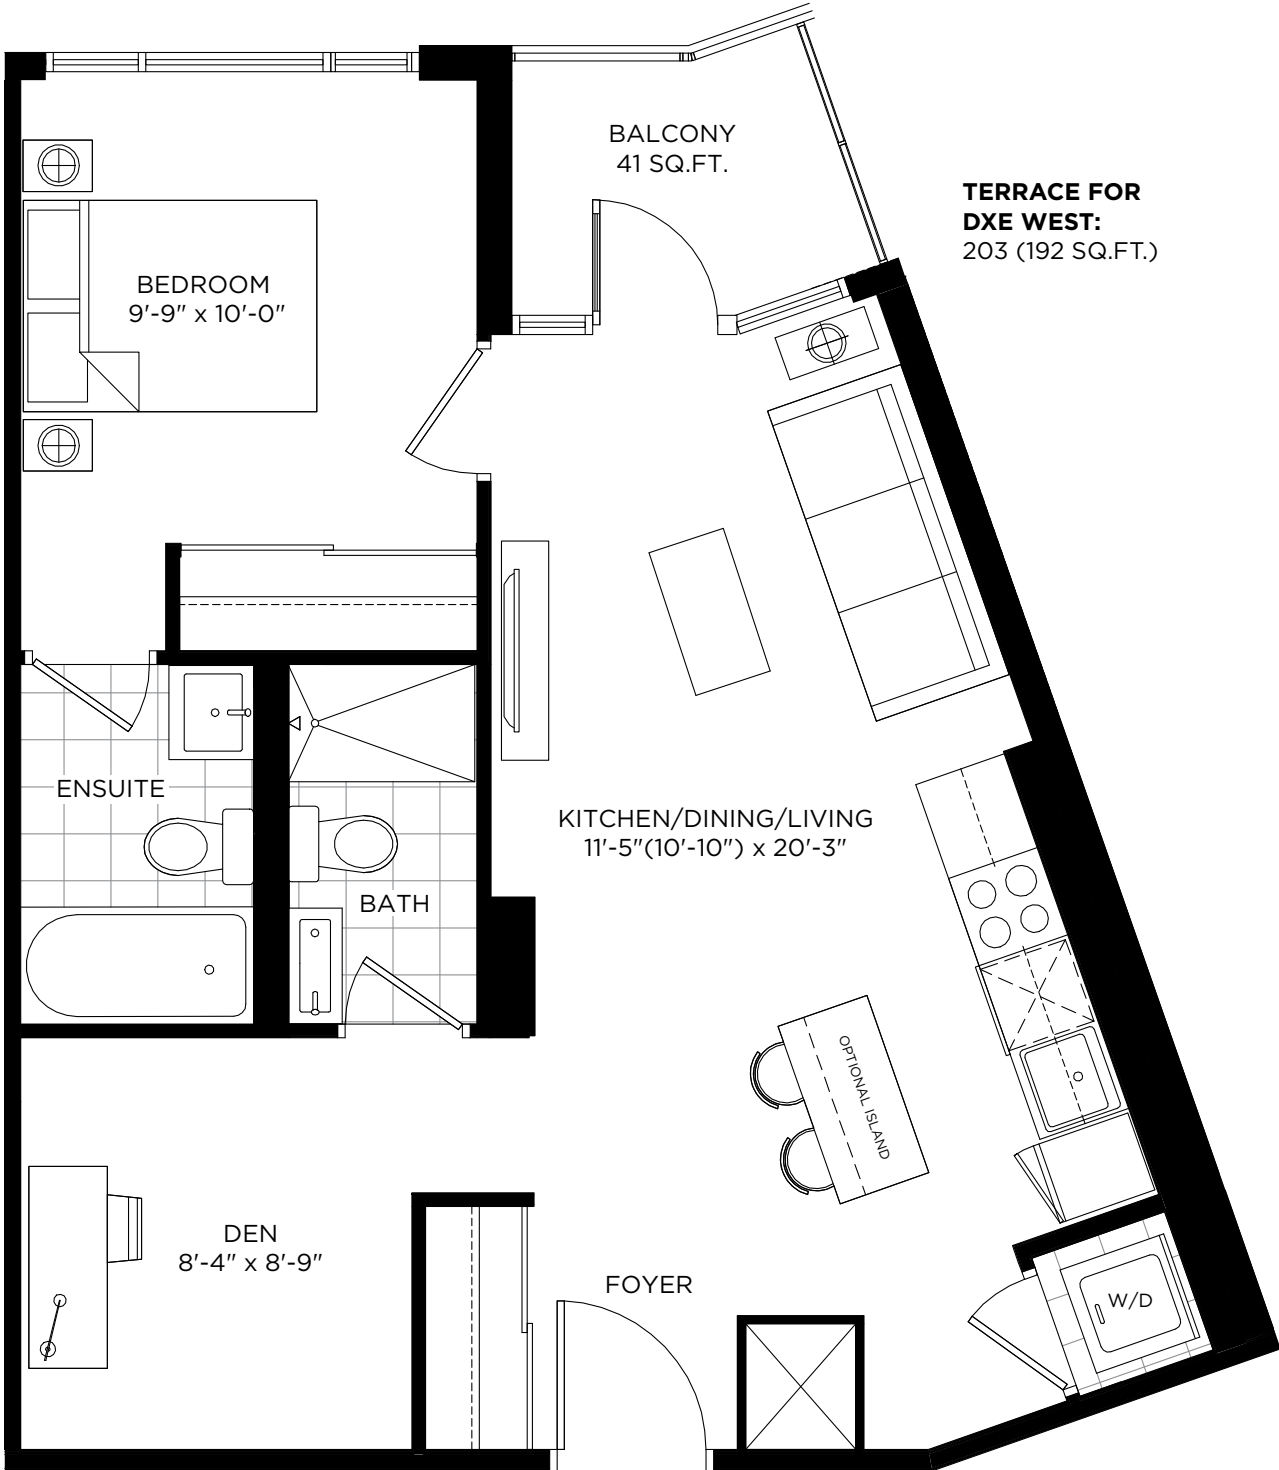 BALCONY
41 SQ.FT.
TERRACE FOR
DXE WEST:
203 (192 SQ.FT.)
BEDROOM
9'-9" x 10'-0"
ENSUITE
KITCHEN/DINING/LIVING
11'-5"(10'-10") x 20'-3"
BATH
OPTIONAL ISLAND
DEN
8'-4" x 8'-9"
FOYER
W/D